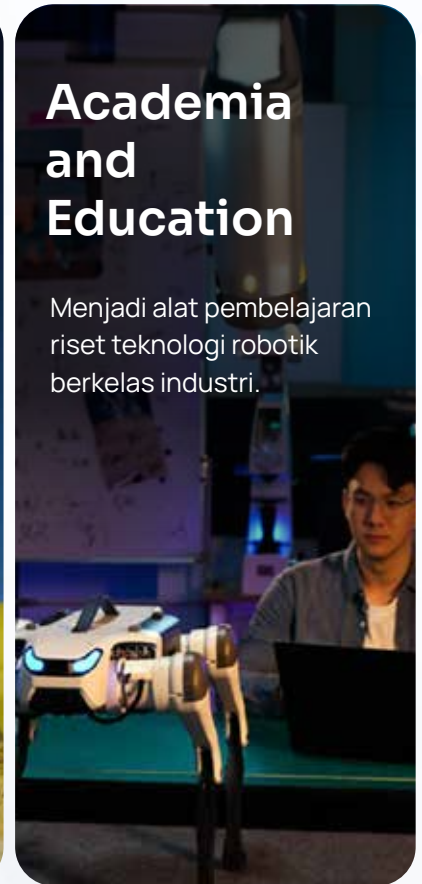 Academia
and
Education
Menjadi alat pembelajaran
riset teknologi robotik
berkelas industri.